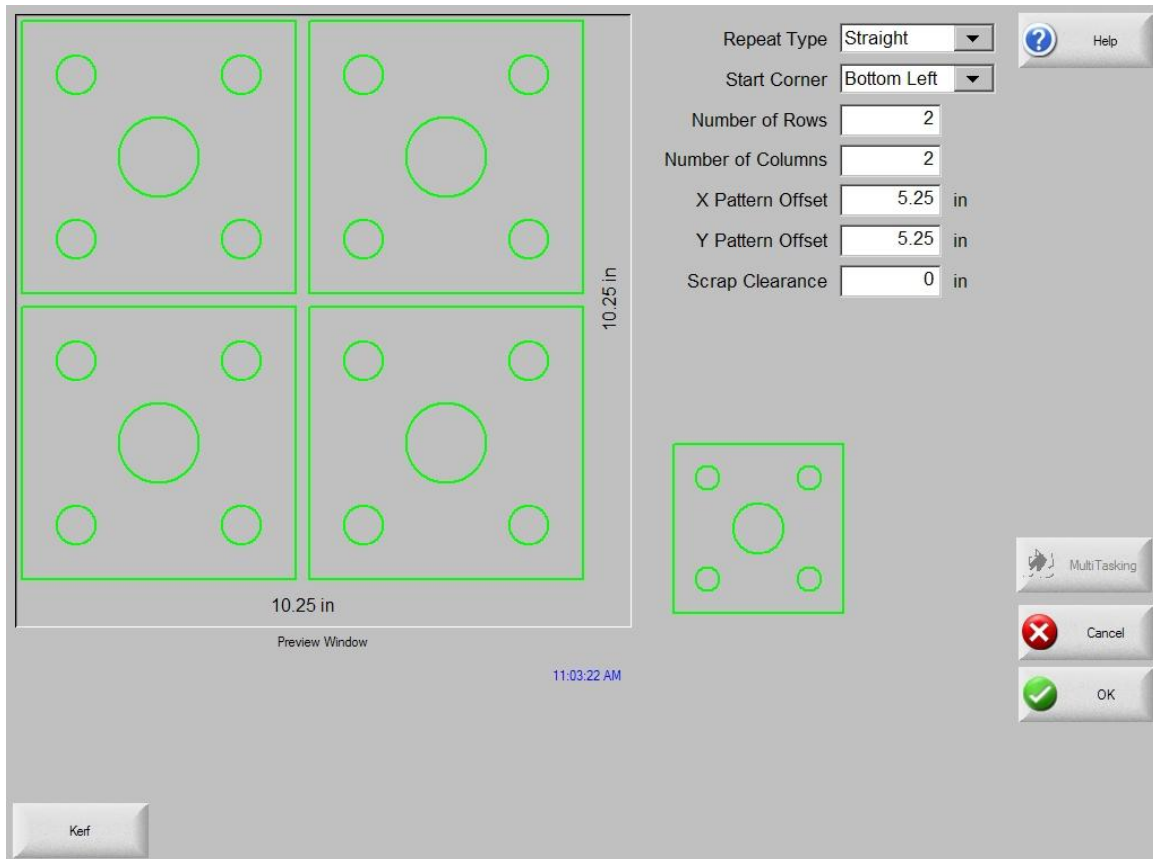 Repeat Type Straight
Start Corner Bottom Left
Number of Rows 2
Number of Columns 2
X Pattern Offset 5.25 in
Y Pattern Offset 5.25 in
Scrap Clearance 0 in
Help
10.25 in
10.25 in
Preview Window
11:03:22 AM
MultiTasking
Cancel
OK
Kerf